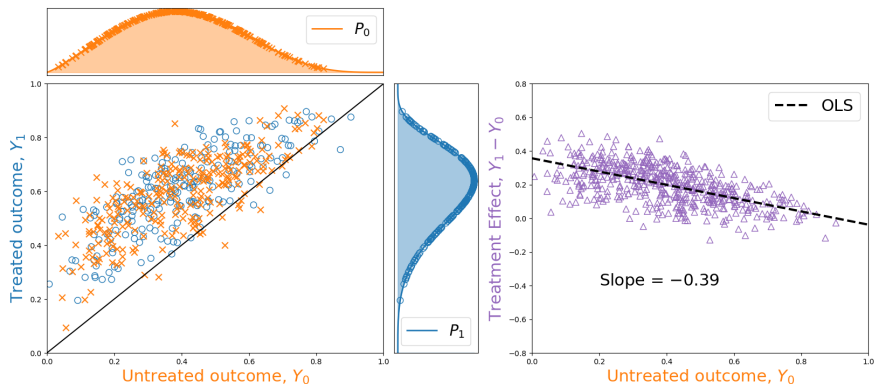 P₀
1.0
0.8
0.6
0.4
0.2
0.0
Treated outcome, Y₁
0.0 0.2 0.4 0.6 0.8 1.0
Untreated outcome, Y₀
P₁
Treatment Effect, Y₁ − Y₀
0.8
0.6
0.4
0.2
0.0
−0.2
−0.4
−0.6
−0.8
OLS
Slope = −0.39
0.0 0.2 0.4 0.6 0.8 1.0
Untreated outcome, Y₀